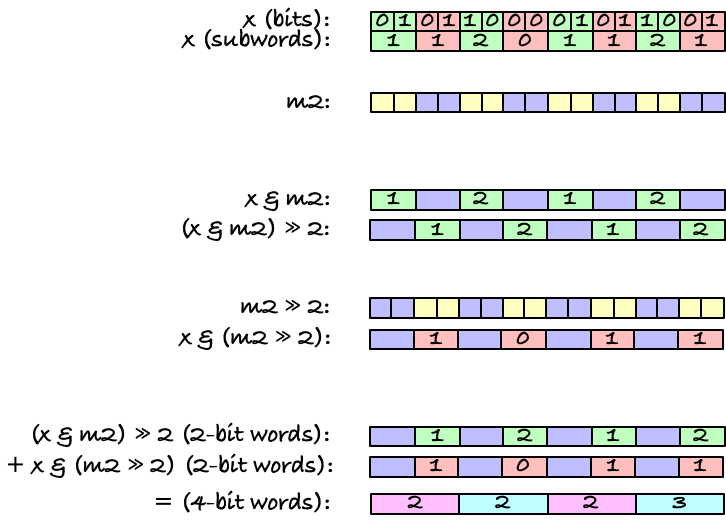 x (bits): 0 1 0 1 1 0 0 0 0 1 0 1 1 0 0 1
x (subwords): 1 1 2 0 1 1 2 1
m2:
x & m2: 1 2 1 2
(x & m2) >> 2: 1 2 1 2
m2 >> 2:
x & (m2 >> 2): 1 0 1 1
(x & m2) >> 2 (2-bit words): 1 2 1 2
+ x & (m2 >> 2) (2-bit words): 1 0 1 1
= (4-bit words): 2 2 2 3